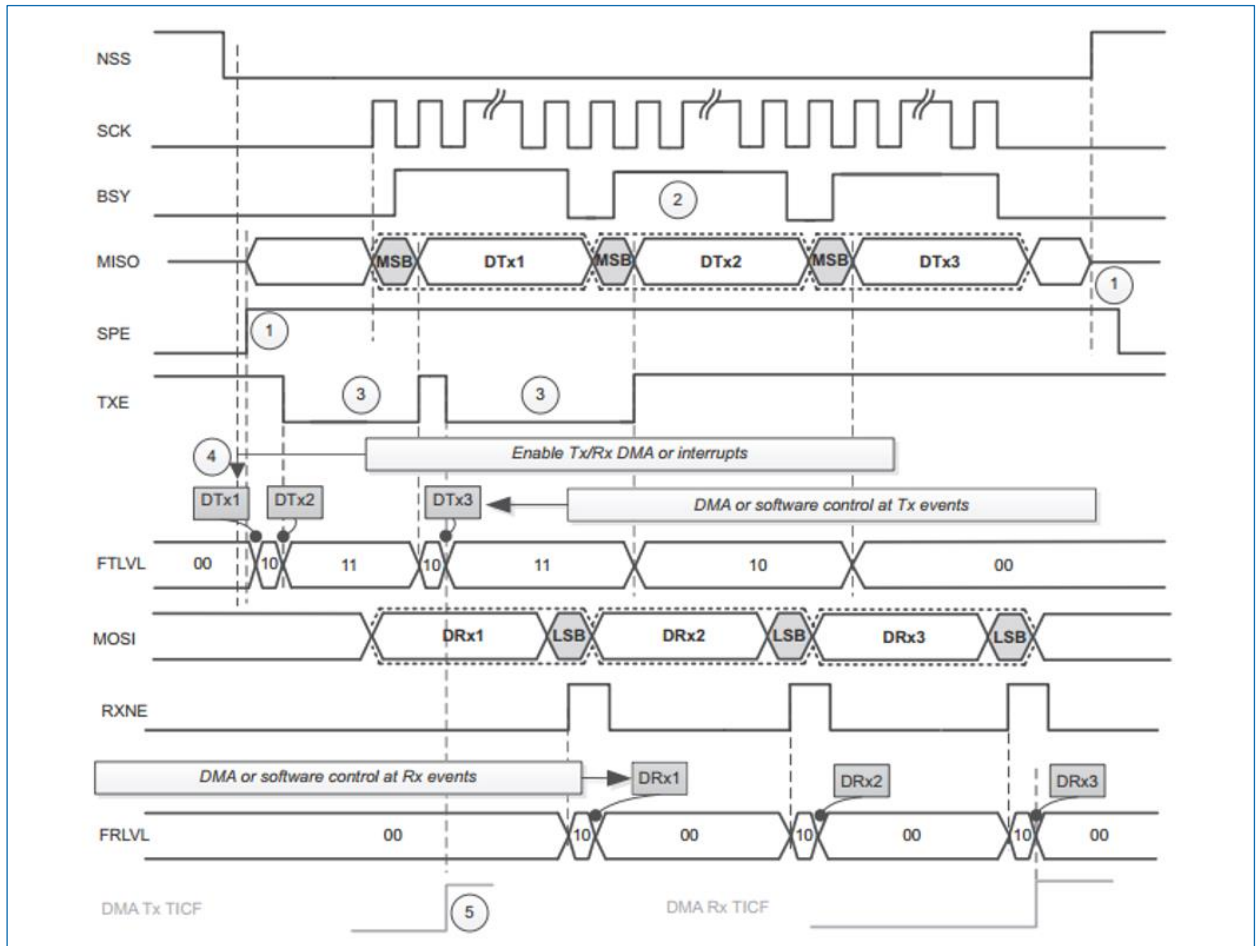 NSS
SCK
BSY
2
MISO
MSB DTx1 MSB DTx2 MSB DTx3
1
SPE
1
TXE
3 3
4
Enable Tx/Rx DMA or interrupts
DTx1 DTx2 DTx3
DMA or software control at Tx events
FTLVL
00 10 11 10 11 10 00
MOSI
DRx1 LSB DRx2 LSB DRx3 LSB
RXNE
DMA or software control at Rx events
DRx1 DRx2 DRx3
FRLVL
00 10 00 10 00 10 00
DMA Tx TICF
5
DMA Rx TICF